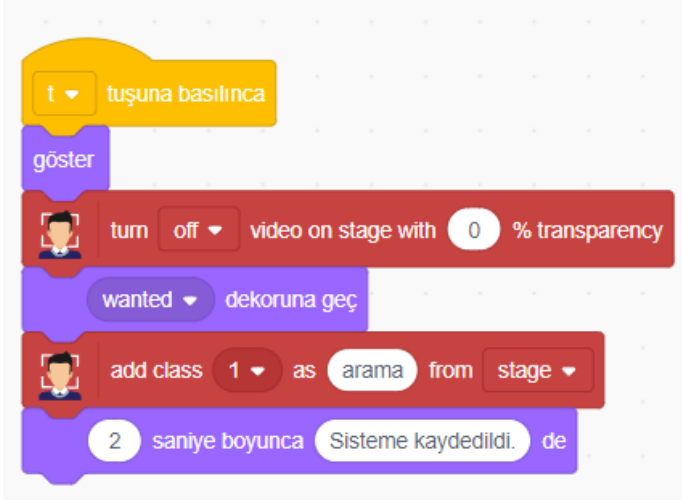 t tuşuna basılınca
göster
turn off video on stage with 0 % transparency
wanted dekoruna geç
add class 1 as arama from stage
2 saniye boyunca Sisteme kaydedildi. de